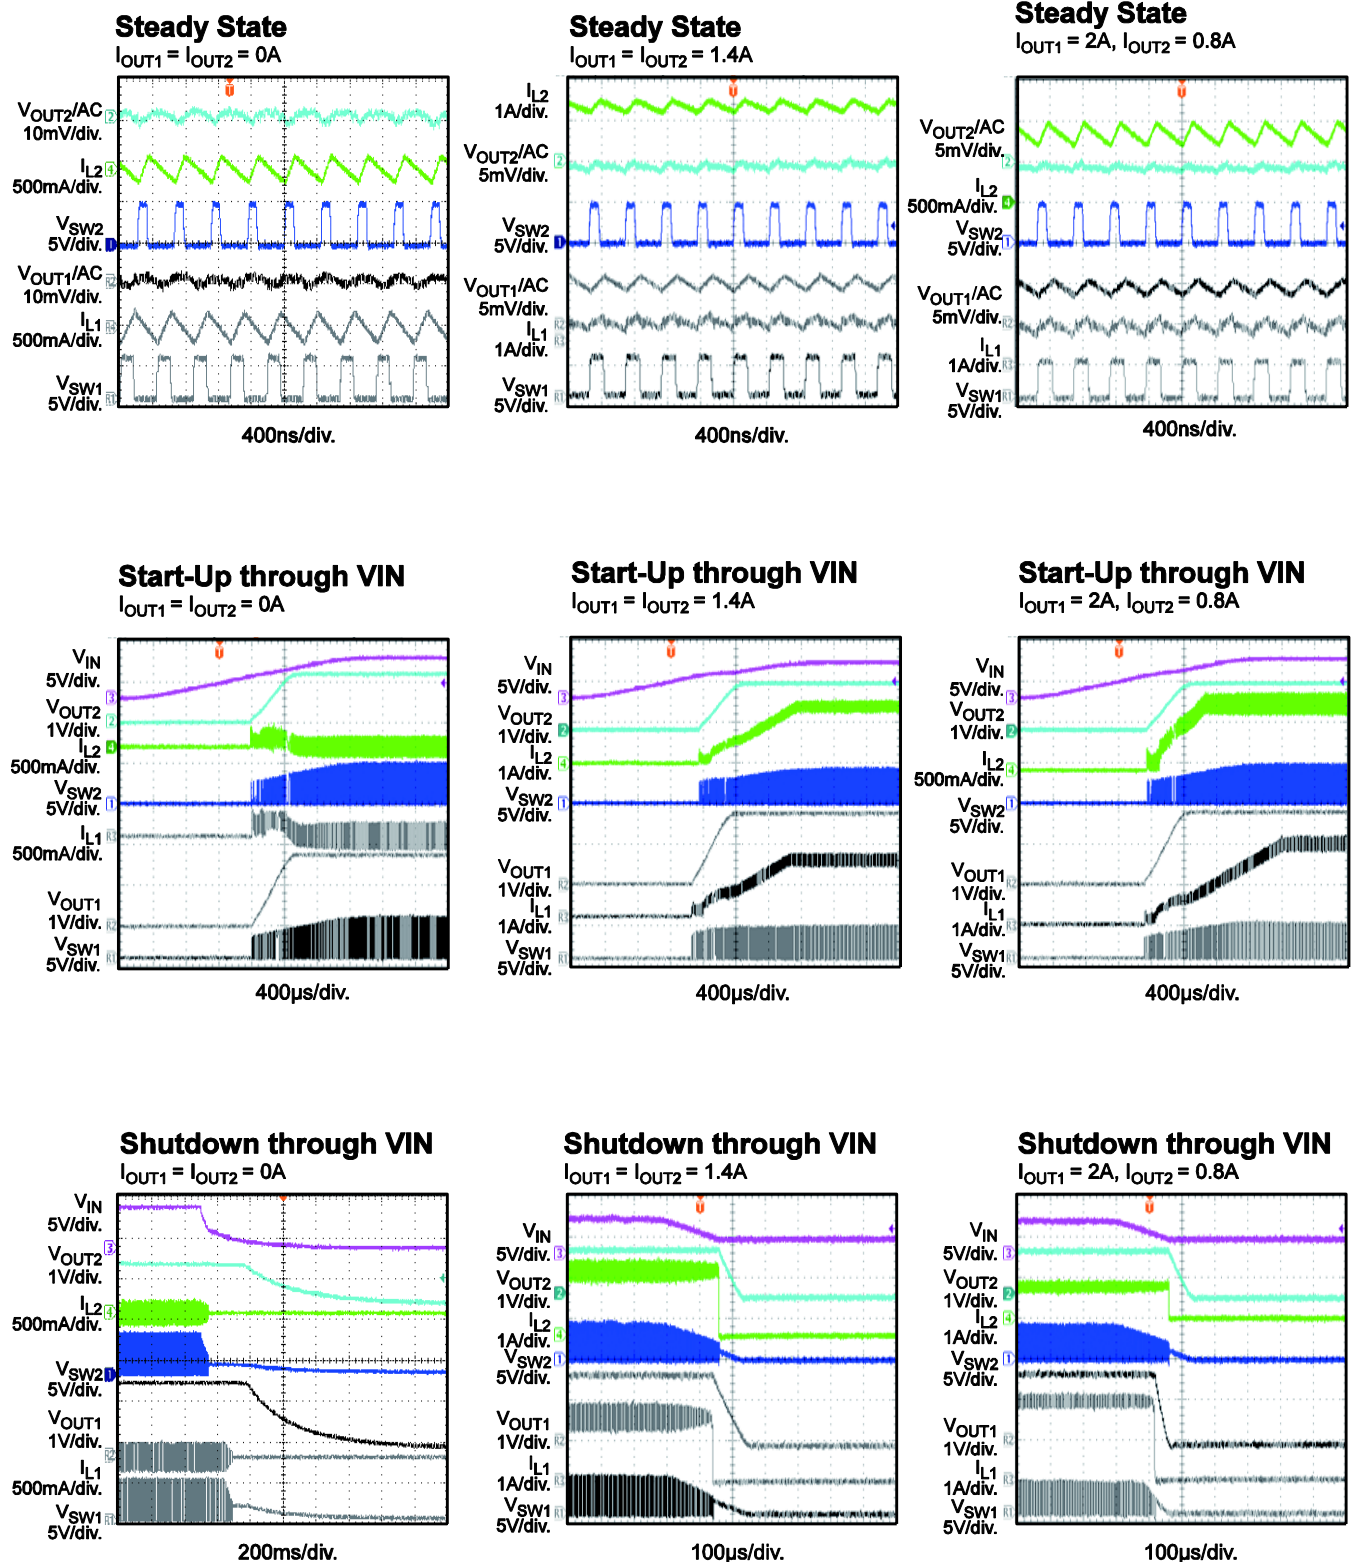 Steady State
IOUT1 = IOUT2 = 0A
VOUT2/AC
10mV/div.
IL2
500mA/div.
VSW2
5V/div.
VOUT1/AC
10mV/div.
IL1
500mA/div.
VSW1
5V/div.
400ns/div.
Steady State
IOUT1 = IOUT2 = 1.4A
IL2
1A/div.
VOUT2/AC
5mV/div.
VSW2
5V/div.
VOUT1/AC
5mV/div.
IL1
1A/div.
VSW1
5V/div.
400ns/div.
Steady State
IOUT1 = 2A, IOUT2 = 0.8A
VOUT2/AC
5mV/div.
IL2
500mA/div.
VSW2
5V/div.
VOUT1/AC
5mV/div.
IL1
1A/div.
VSW1
5V/div.
400ns/div.
Start-Up through VIN
IOUT1 = IOUT2 = 0A
VIN
5V/div.
VOUT2
1V/div.
IL2
500mA/div.
VSW2
5V/div.
IL1
500mA/div.
VOUT1
1V/div.
VSW1
5V/div.
400µs/div.
Start-Up through VIN
IOUT1 = IOUT2 = 1.4A
VIN
5V/div.
VOUT2
1V/div.
IL2
1A/div.
VSW2
5V/div.
VOUT1
1V/div.
IL1
1A/div.
VSW1
5V/div.
400µs/div.
Start-Up through VIN
IOUT1 = 2A, IOUT2 = 0.8A
VIN
5V/div.
VOUT2
1V/div.
IL2
500mA/div.
VSW2
5V/div.
VOUT1
1V/div.
IL1
1A/div.
VSW1
5V/div.
400µs/div.
Shutdown through VIN
IOUT1 = IOUT2 = 0A
VIN
5V/div.
VOUT2
1V/div.
IL2
500mA/div.
VSW2
5V/div.
VOUT1
1V/div.
IL1
500mA/div.
VSW1
5V/div.
200ms/div.
Shutdown through VIN
IOUT1 = IOUT2 = 1.4A
VIN
5V/div.
VOUT2
1V/div.
IL2
1A/div.
VSW2
5V/div.
VOUT1
1V/div.
IL1
1A/div.
VSW1
5V/div.
100µs/div.
Shutdown through VIN
IOUT1 = 2A, IOUT2 = 0.8A
VIN
5V/div.
VOUT2
1V/div.
IL2
1A/div.
VSW2
5V/div.
VOUT1
1V/div.
IL1
1A/div.
VSW1
5V/div.
100µs/div.